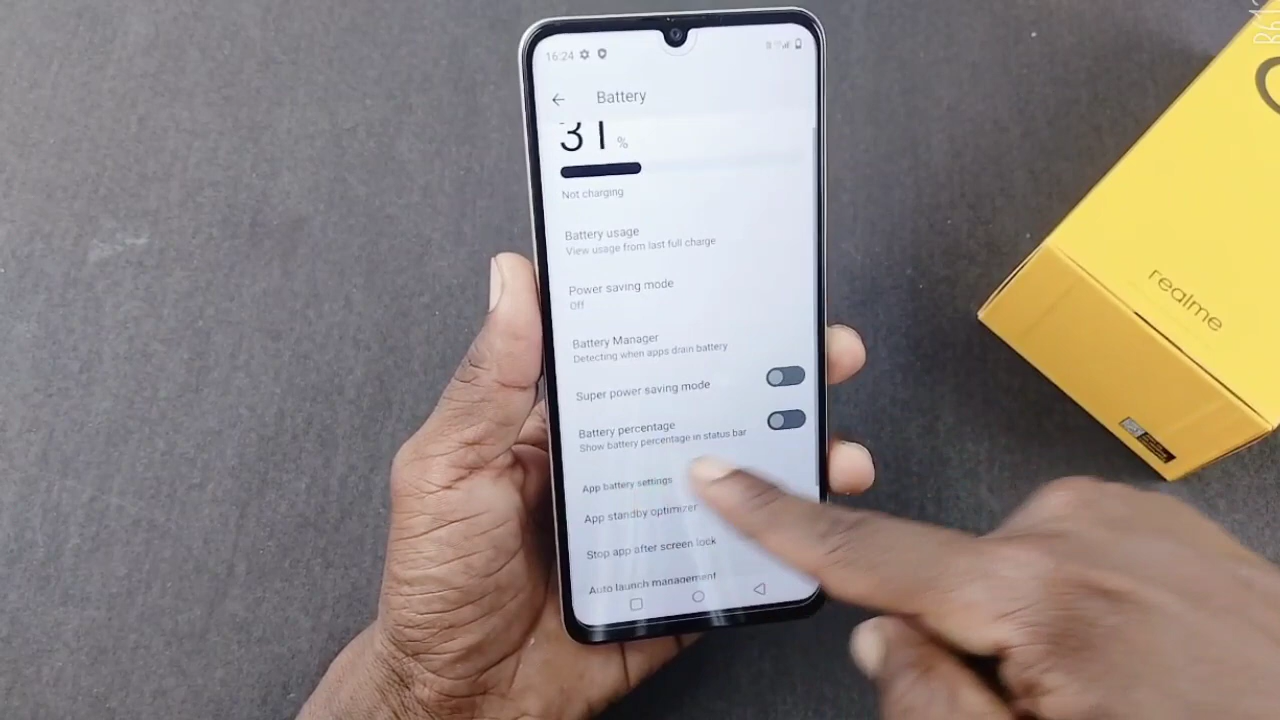 16:24
Battery
31 %
Not charging
Battery usage
View usage from last full charge
Power saving mode
Off
Battery Manager
Detecting when apps drain battery
Super power saving mode
Battery percentage
Show battery percentage in status bar
App battery settings
App standby optimizer
Stop app after screen lock
Auto launch management
realme